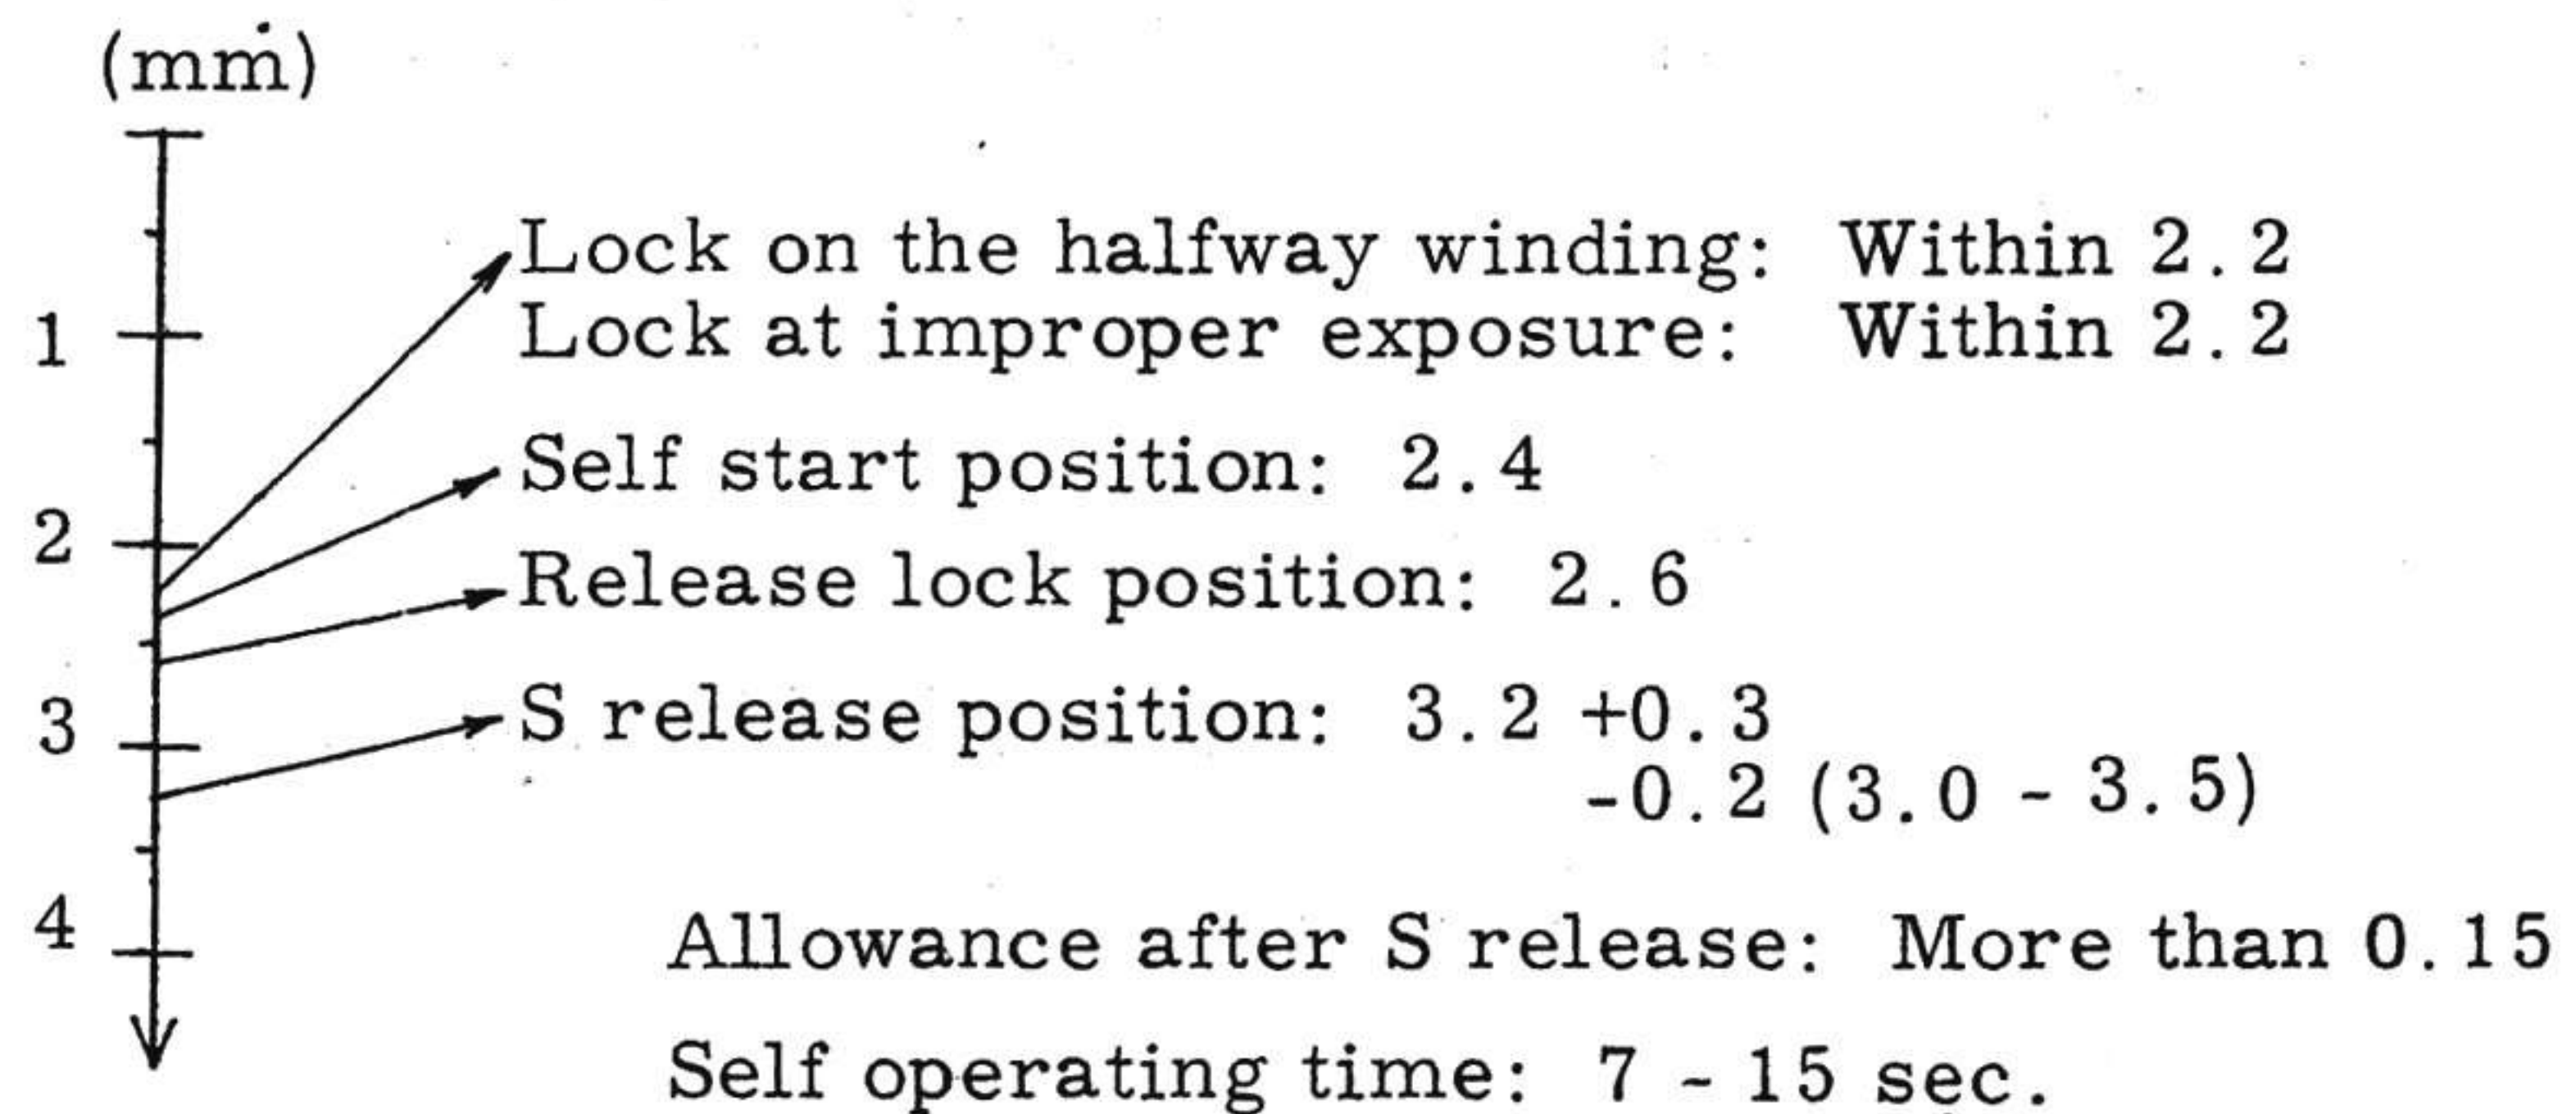 (mm)
Lock on the halfway winding: Within 2.2
1 Lock at improper exposure: Within 2.2
Self start position: 2.4
2
Release lock position: 2.6
3 S release position: 3.2 +0.3
-0.2 (3.0 - 3.5)
4 Allowance after S release: More than 0.15
Self operating time: 7 - 15 sec.